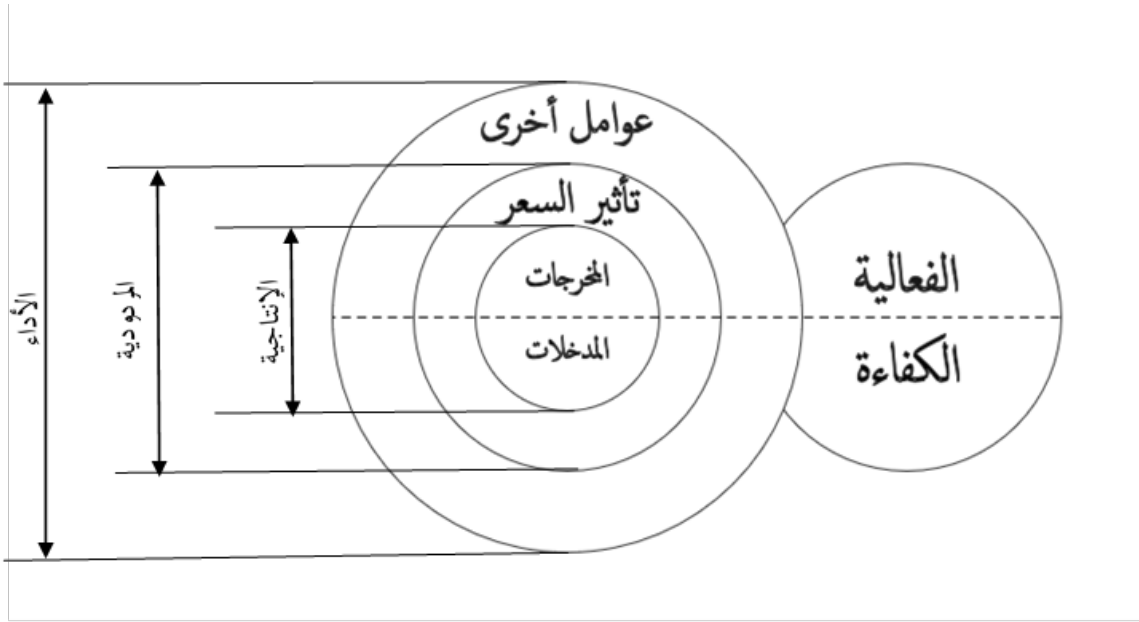 عوامل أخرى
تأثير السعر
المخرجات
المدخلات
الفعالية
الكفاءة
الإنتاجية
المردودية
الأداء